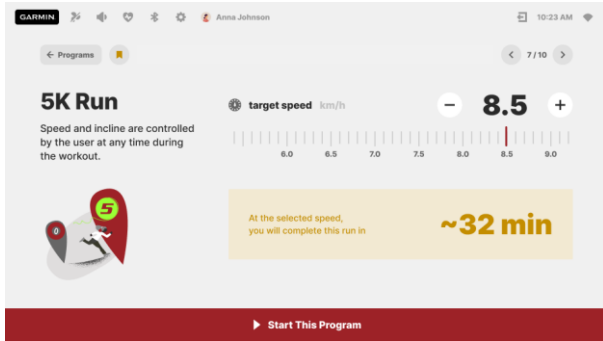 GARMIN
Anna Johnson
10:23 AM
← Programs
7/10
5K Run
Speed and incline are controlled
by the user at any time during
the workout.
target speed km/h
− 8.5 +
6.0 6.5 7.0 7.5 8.0 8.5 9.0
0
5
At the selected speed,
you will complete this run in
~32 min
Start This Program